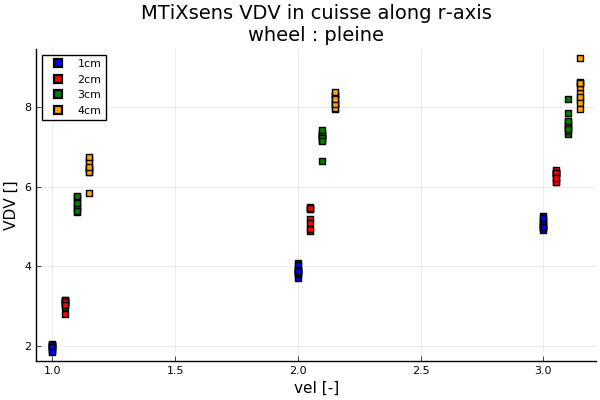 MTiXsens VDV in cuisse along r-axis
wheel : pleine
1cm
2cm
3cm
4cm
VDV []
8
6
4
2
1.0
1.5
2.0
2.5
3.0
vel [-]